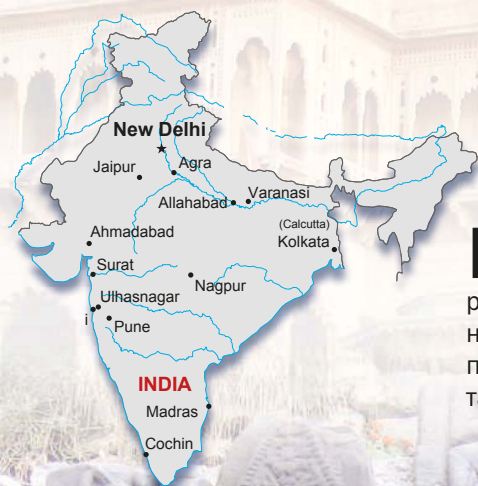 New Delhi
Jaipur
Agra
Allahabad
Varanasi
(Calcutta)
Kolkata
Ahmadabad
Surat
Nagpur
Ulhasnagar
i
Pune
INDIA
Madras
Cochin